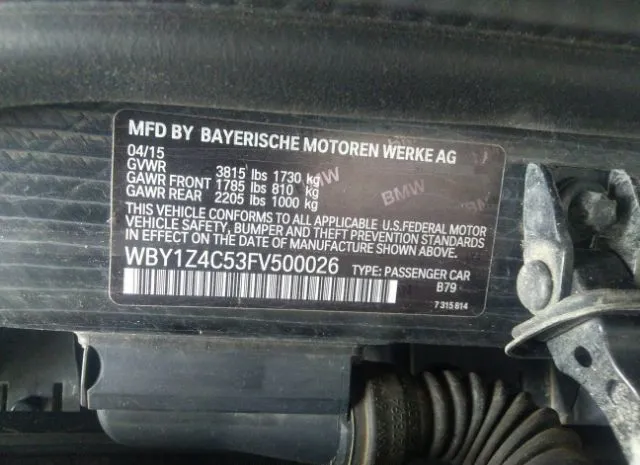 MFD BY BAYERISCHE MOTOREN WERKE AG
04/15
GVWR 3815 lbs 1730 kg
GAWR FRONT 1785 lbs 810 kg
GAWR REAR 2205 lbs 1000 kg
BMW BMW
THIS VEHICLE CONFORMS TO ALL APPLICABLE U.S.FEDERAL MOTOR
VEHICLE SAFETY, BUMPER, AND THEFT PREVENTION STANDARDS
IN EFFECT ON THE DATE OF MANUFACTURE SHOWN ABOVE.
WBY1Z4C53FV500026 TYPE: PASSENGER CAR
B79
7 315 814